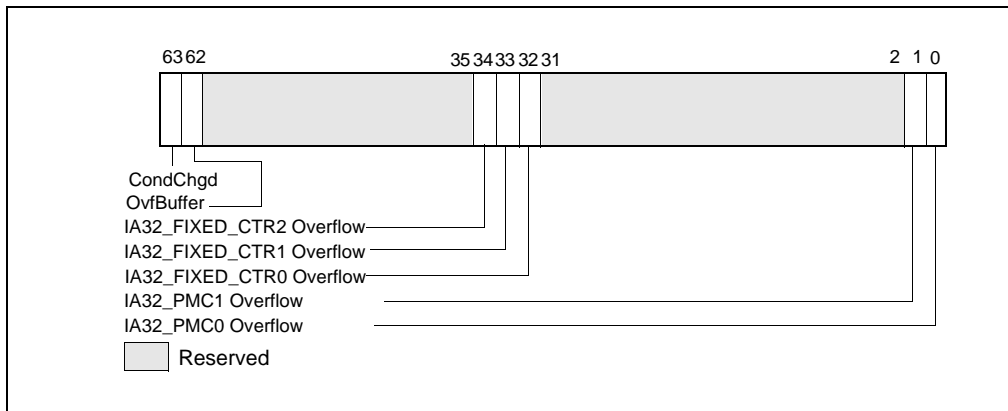 63 62 35 34 33 32 31 2 1 0
CondChgd
OvfBuffer
IA32_FIXED_CTR2 Overflow
IA32_FIXED_CTR1 Overflow
IA32_FIXED_CTR0 Overflow
IA32_PMC1 Overflow
IA32_PMC0 Overflow
Reserved